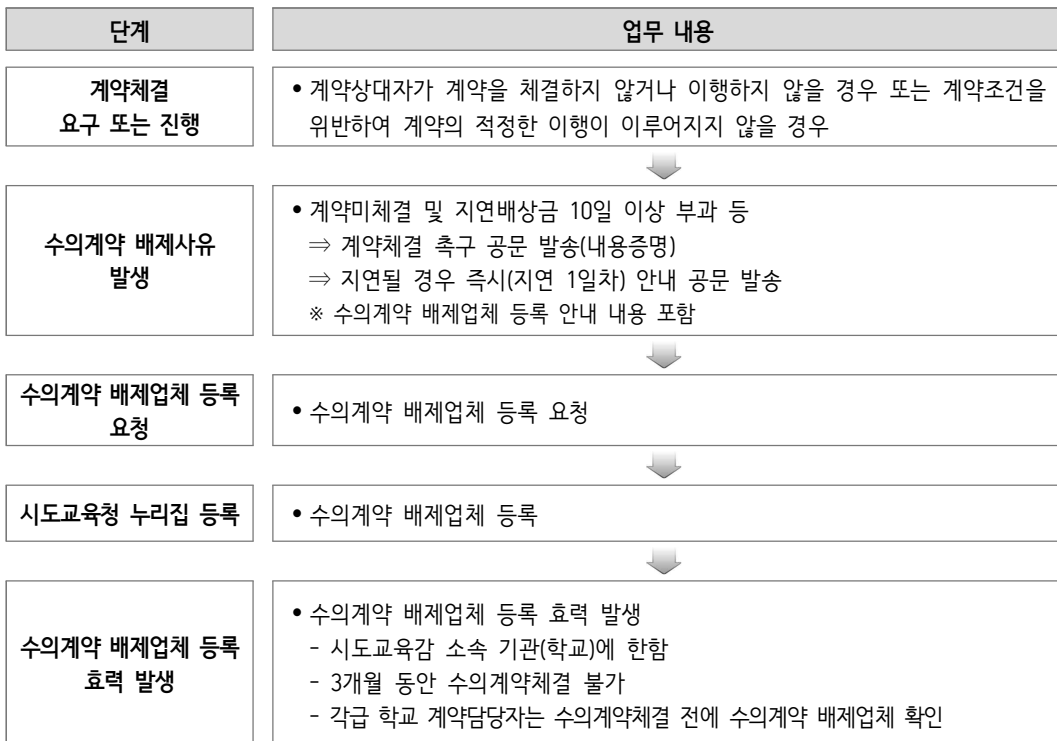 단계
업무 내용
계약체결
요구 또는 진행
• 계약상대자가 계약을 체결하지 않거나 이행하지 않을 경우 또는 계약조건을
위반하여 계약의 적정한 이행이 이루어지지 않을 경우
수의계약 배제사유
발생
• 계약미체결 및 지연배상금 10일 이상 부과 등
⇒ 계약체결 촉구 공문 발송(내용증명)
⇒ 지연될 경우 즉시(지연 1일차) 안내 공문 발송
※ 수의계약 배제업체 등록 안내 내용 포함
수의계약 배제업체 등록
요청
• 수의계약 배제업체 등록 요청
시도교육청 누리집 등록
• 수의계약 배제업체 등록
수의계약 배제업체 등록
효력 발생
• 수의계약 배제업체 등록 효력 발생
- 시도교육감 소속 기관(학교)에 한함
- 3개월 동안 수의계약체결 불가
- 각급 학교 계약담당자는 수의계약체결 전에 수의계약 배제업체 확인